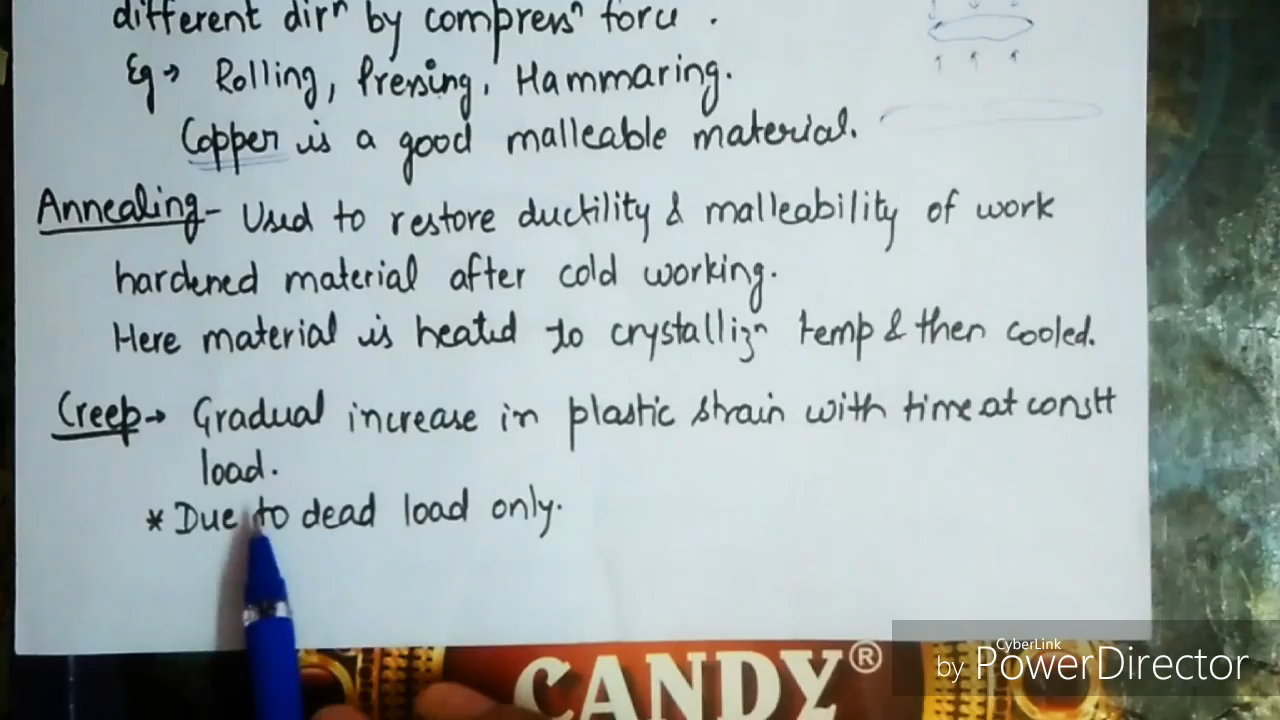 different dirⁿ by compresⁿ force .
Eg → Rolling, Pressing, Hammaring.
Copper is a good malleable material.
Annealing - Used to restore ductility & malleability of work
hardened material after cold working.
Here material is heated to crystallizⁿ temp & then cooled.
Creep → Gradual increase in plastic strain with time at constt
load.
* Due to dead load only.
CANDY®
CyberLink
by PowerDirector